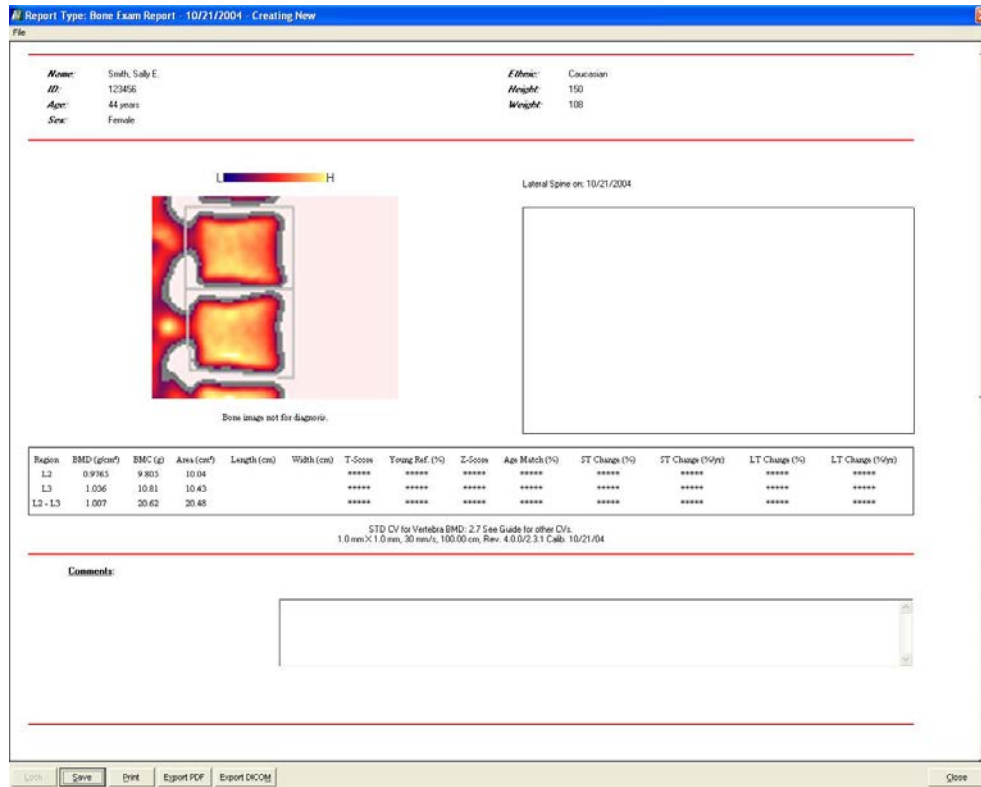 Report Type: Bone Exam Report - 10/21/2004 - Creating New
File
Name: Smith, Sally E. Ethnic: Caucasian
ID: 123456 Height: 150
Age: 44 years Weight: 108
Sex: Female
L H
Lateral Spine on: 10/21/2004
Bone image not for diagnosis.
Region BMD (g/cm²) BMC (g) Area (cm²) Length (cm) Width (cm) T-Score Young Ref. (%) Z-Score Age Match (%) ST Change (%) ST Change (%/yr) LT Change (%) LT Change (%/yr)
L2 0.9765 9.805 10.04 ***** ***** ***** ***** ***** ***** ***** *****
L3 1.036 10.81 10.43 ***** ***** ***** ***** ***** ***** ***** *****
L2 - L3 1.007 20.62 20.48 ***** ***** ***** ***** ***** ***** ***** *****
STD CV for Vertebra BMD: 2.7 See Guide for other CVs.
1.0 mm X 1.0 mm, 30 mm/s, 100.00 cm, Rev. 4.0.0/2.3.1 Calib. 10/21/04
Comments:
Lock Save Print Export PDF Export DICOM Close